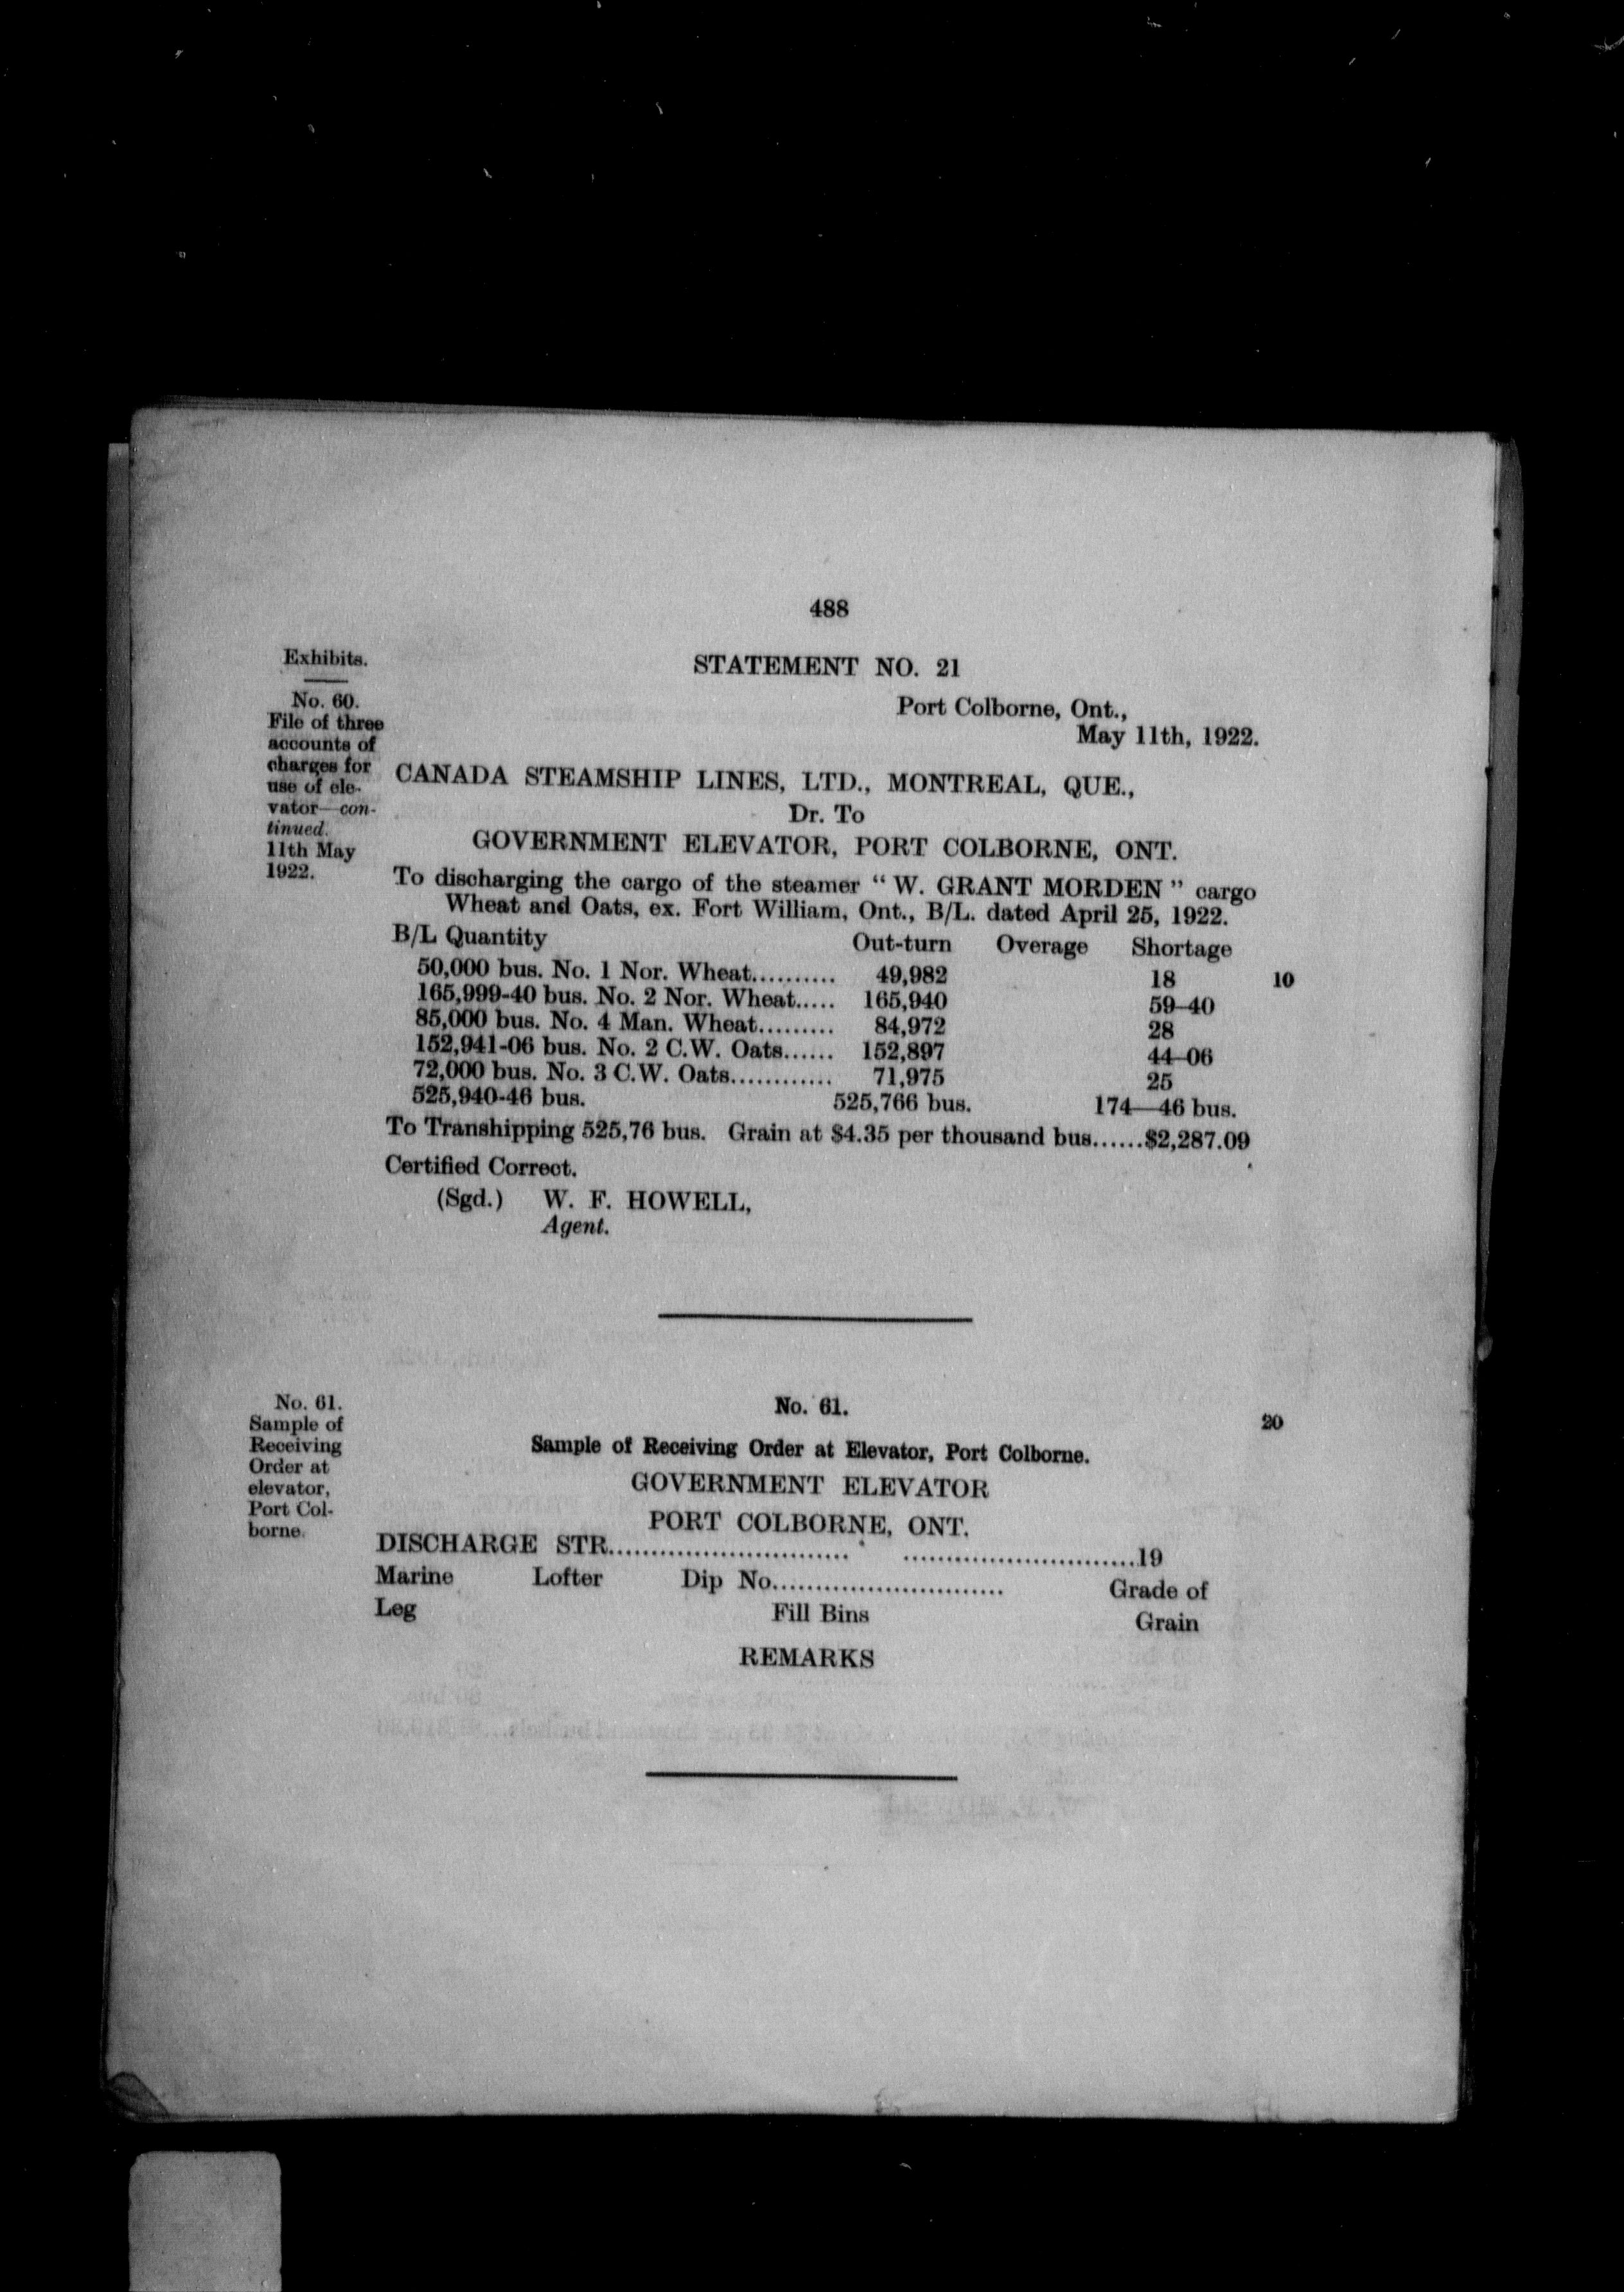 488
Exhibits.
No. 60.
File of three
accounts of
charges for
use of ele-
vator—con-
tinued.
11th May
1922.
STATEMENT NO. 21
Port Colborne, Ont.,
May 11th, 1922.
CANADA STEAMSHIP LINES, LTD., MONTREAL, QUE.,
Dr. To
GOVERNMENT ELEVATOR, PORT COLBORNE, ONT.
To discharging the cargo of the steamer “ W. GRANT MORDEN ” cargo
Wheat and Oats, ex. Fort William, Ont., B/L. dated April 25, 1922.
B/L Quantity Out-turn Overage Shortage
50,000 bus. No. 1 Nor. Wheat.......... 49,982 18 10
165,999-40 bus. No. 2 Nor. Wheat..... 165,940 59–40
85,000 bus. No. 4 Man. Wheat......... 84,972 28
152,941-06 bus. No. 2 C.W. Oats...... 152,897 44–06
72,000 bus. No. 3 C.W. Oats............ 71,975 25
525,940-46 bus. 525,766 bus. 174—46 bus.
To Transhipping 525,76 bus. Grain at $4.35 per thousand bus......$2,287.09
Certified Correct.
(Sgd.) W. F. HOWELL,
Agent.
No. 61.
Sample of
Receiving
Order at
elevator,
Port Col-
borne.
No. 61.
20
Sample of Receiving Order at Elevator, Port Colborne.
GOVERNMENT ELEVATOR
PORT COLBORNE, ONT.
DISCHARGE STR............................ ............................19
Marine Lofter Dip No............................ Grade of
Leg Fill Bins Grain
REMARKS